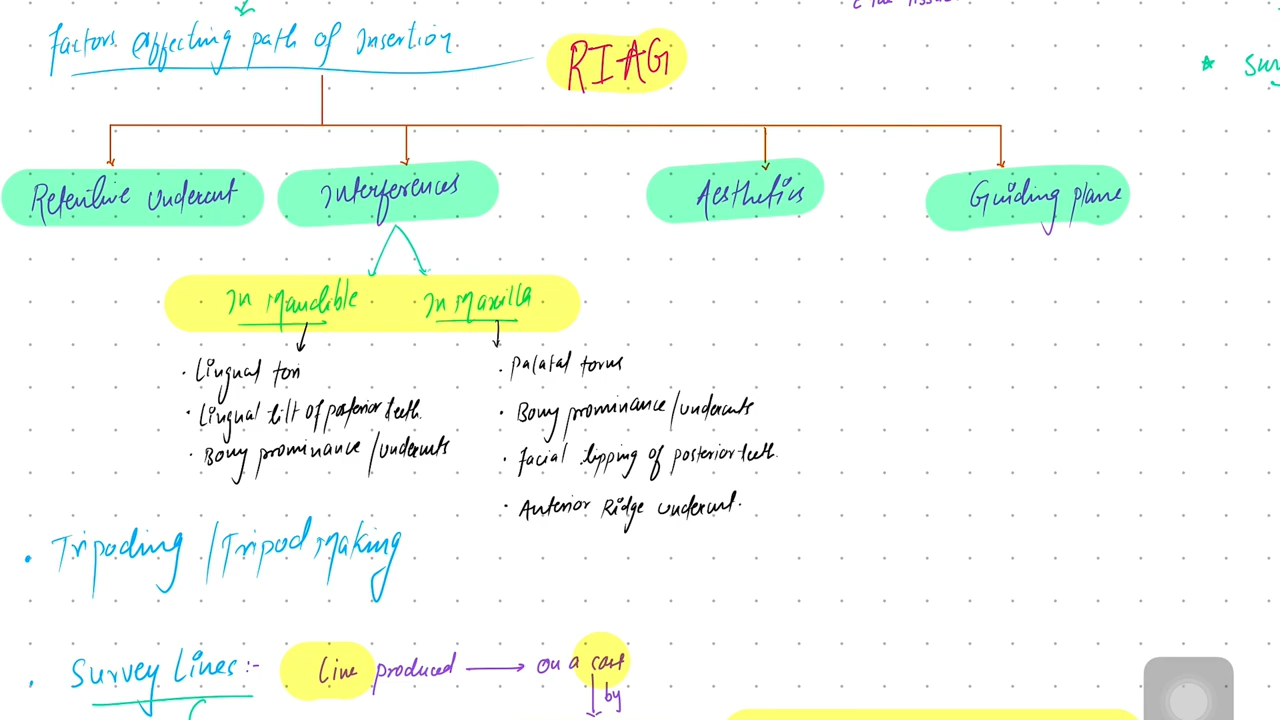 factors affecting path of Insertion
RIAG
* Sur
Retentive Undercut
Interferences
Aesthetics
Guiding plane
In Mandible
In Maxilla
· Lingual tori
· Lingual tilt of posterior teeth.
· Bony prominance / undercuts
· Palatal torus
· Bony prominance / undercuts
· facial tipping of posterior teeth.
· Anterior Ridge undercut.
· Tripoding / Tripod Making
· Survey Lines :- Line produced → on a cast
by